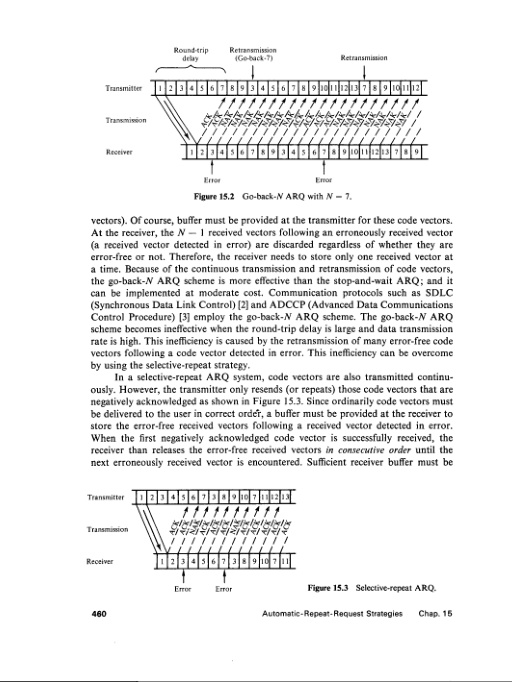 Round-trip delay
Retransmission (Go-back-7)
Retransmission
Transmitter 1 2 3 4 5 6 7 8 9 3 4 5 6 7 8 9 10 11 12 13 7 8 9 10 11 12
Transmission ACK ACK NAK NAK NAK NAK
Receiver 1 2 3 4 5 6 7 8 9 3 4 5 6 7 8 9 10 11 12 13 7 8 9
Error Error
Figure 15.2 Go-back-N ARQ with N = 7.
vectors). Of course, buffer must be provided at the transmitter for these code vectors.
At the receiver, the N − 1 received vectors following an erroneously received vector
(a received vector detected in error) are discarded regardless of whether they are
error-free or not. Therefore, the receiver needs to store only one received vector at
a time. Because of the continuous transmission and retransmission of code vectors,
the go-back-N ARQ scheme is more effective than the stop-and-wait ARQ; and it
can be implemented at moderate cost. Communication protocols such as SDLC
(Synchronous Data Link Control) [2] and ADCCP (Advanced Data Communications
Control Procedure) [3] employ the go-back-N ARQ scheme. The go-back-N ARQ
scheme becomes ineffective when the round-trip delay is large and data transmission
rate is high. This inefficiency is caused by the retransmission of many error-free code
vectors following a code vector detected in error. This inefficiency can be overcome
by using the selective-repeat strategy.
In a selective-repeat ARQ system, code vectors are also transmitted continu-
ously. However, the transmitter only resends (or repeats) those code vectors that are
negatively acknowledged as shown in Figure 15.3. Since ordinarily code vectors must
be delivered to the user in correct order, a buffer must be provided at the receiver to
store the error-free received vectors following a received vector detected in error.
When the first negatively acknowledged code vector is successfully received, the
receiver than releases the error-free received vectors in consecutive order until the
next erroneously received vector is encountered. Sufficient receiver buffer must be
Transmitter 1 2 3 4 5 6 7 3 8 9 10 7 11 12 13
Transmission ACK ACK NAK ACK ACK ACK NAK ACK ACK ACK ACK
Receiver 1 2 3 4 5 6 7 3 8 9 10 7 11
Error Error
Figure 15.3 Selective-repeat ARQ.
460 Automatic-Repeat-Request Strategies Chap. 15